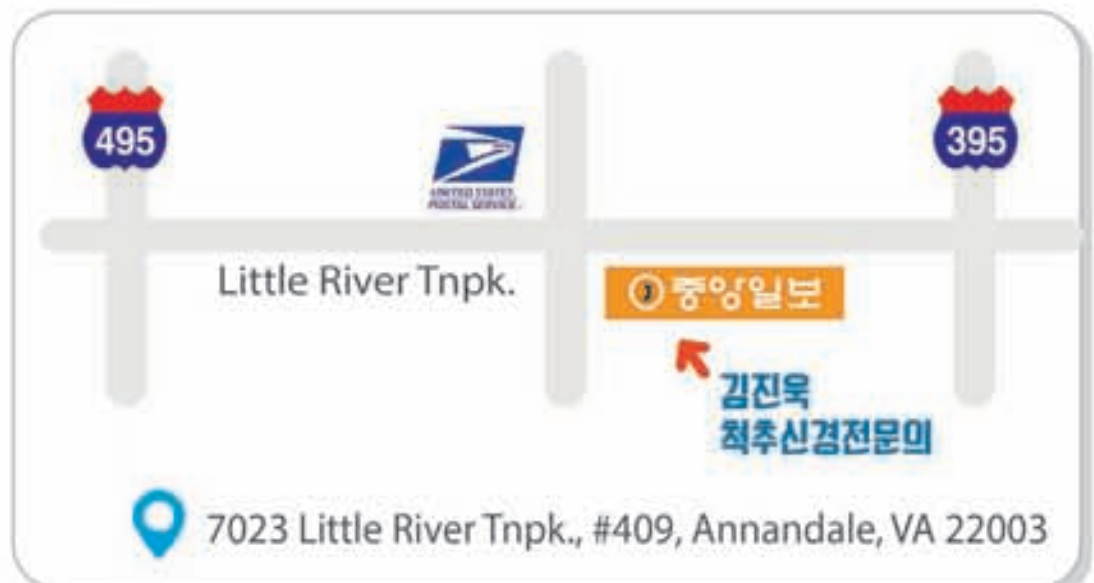 495
395
UNITED STATES
POSTAL SERVICE
Little River Tnpk.
중앙일보
김진욱
척추신경전문의
7023 Little River Tnpk., #409, Annandale, VA 22003